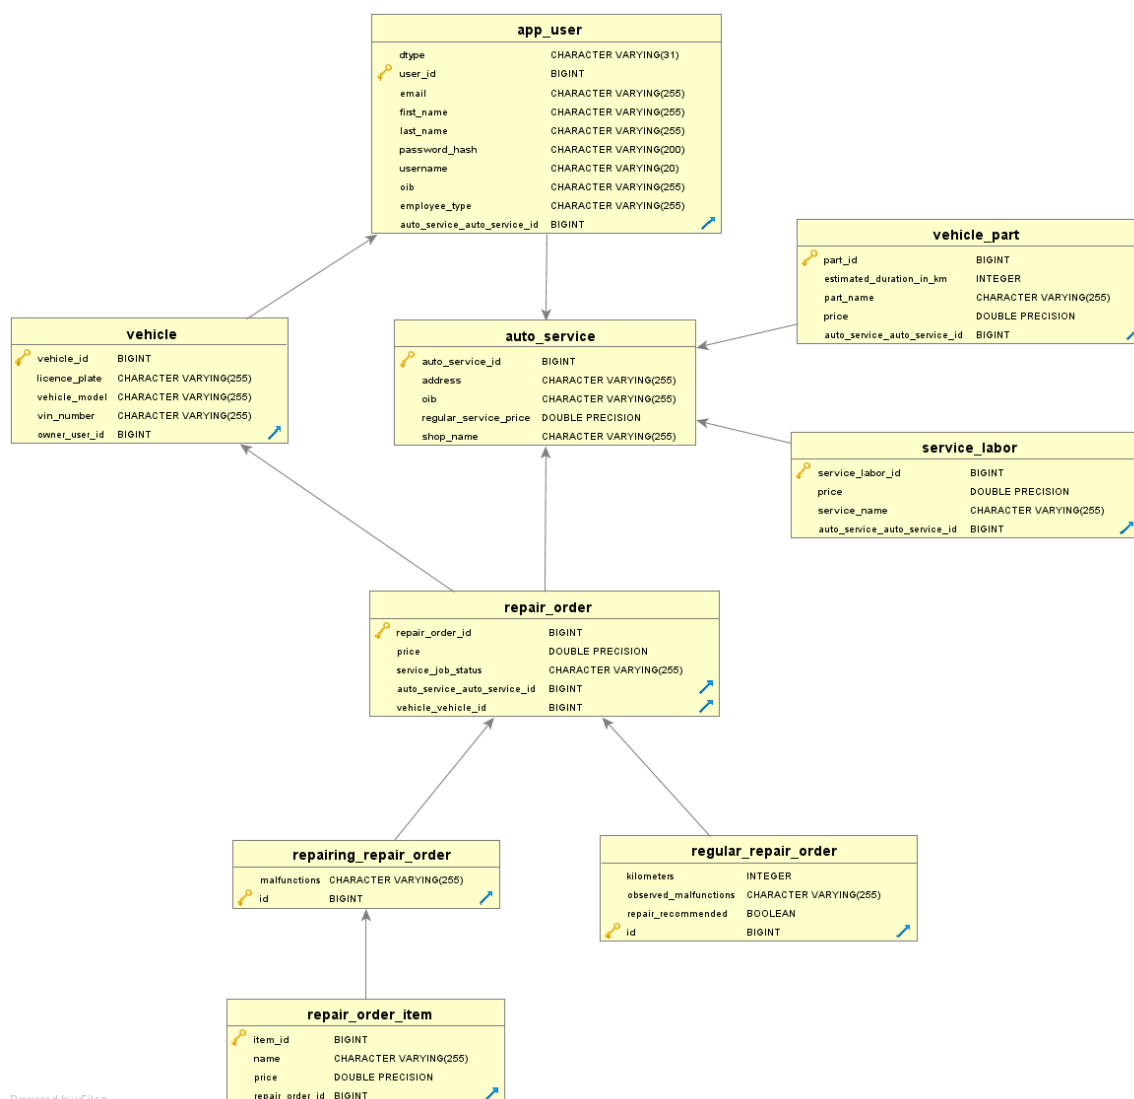 app_user
dtype CHARACTER VARYING(31)
user_id BIGINT
email CHARACTER VARYING(255)
first_name CHARACTER VARYING(255)
last_name CHARACTER VARYING(255)
password_hash CHARACTER VARYING(200)
username CHARACTER VARYING(20)
oib CHARACTER VARYING(255)
employee_type CHARACTER VARYING(255)
auto_service_auto_service_id BIGINT
vehicle_part
part_id BIGINT
estimated_duration_in_km INTEGER
part_name CHARACTER VARYING(255)
price DOUBLE PRECISION
auto_service_auto_service_id BIGINT
vehicle
vehicle_id BIGINT
licence_plate CHARACTER VARYING(255)
vehicle_model CHARACTER VARYING(255)
vin_number CHARACTER VARYING(255)
owner_user_id BIGINT
auto_service
auto_service_id BIGINT
address CHARACTER VARYING(255)
oib CHARACTER VARYING(255)
regular_service_price DOUBLE PRECISION
shop_name CHARACTER VARYING(255)
service_labor
service_labor_id BIGINT
price DOUBLE PRECISION
service_name CHARACTER VARYING(255)
auto_service_auto_service_id BIGINT
repair_order
repair_order_id BIGINT
price DOUBLE PRECISION
service_job_status CHARACTER VARYING(255)
auto_service_auto_service_id BIGINT
vehicle_vehicle_id BIGINT
repairing_repair_order
malfunctions CHARACTER VARYING(255)
id BIGINT
regular_repair_order
kilometers INTEGER
observed_malfunctions CHARACTER VARYING(255)
repair_recommended BOOLEAN
id BIGINT
repair_order_item
item_id BIGINT
name CHARACTER VARYING(255)
price DOUBLE PRECISION
repair_order_id BIGINT
Powered by yFiles